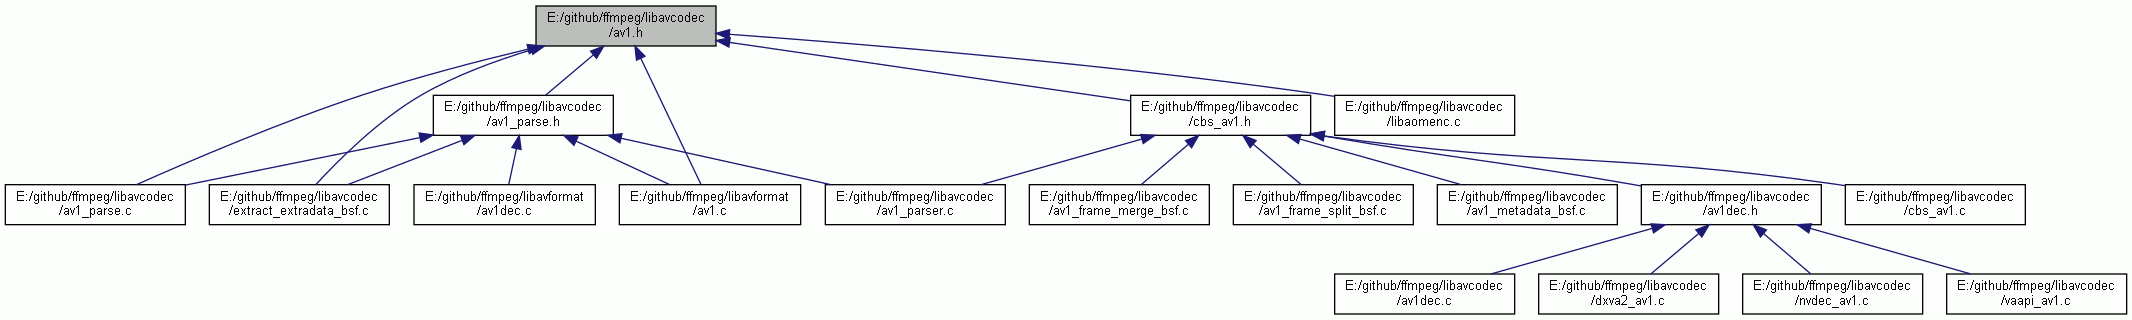 E:/github/ffmpeg/libavcodec
/av1.h
E:/github/ffmpeg/libavcodec
/av1_parse.h
E:/github/ffmpeg/libavcodec
/cbs_av1.h
E:/github/ffmpeg/libavcodec
/libaomenc.c
E:/github/ffmpeg/libavcodec
/av1_parse.c
E:/github/ffmpeg/libavcodec
/extract_extradata_bsf.c
E:/github/ffmpeg/libavformat
/av1dec.c
E:/github/ffmpeg/libavformat
/av1.c
E:/github/ffmpeg/libavcodec
/av1_parser.c
E:/github/ffmpeg/libavcodec
/av1_frame_merge_bsf.c
E:/github/ffmpeg/libavcodec
/av1_frame_split_bsf.c
E:/github/ffmpeg/libavcodec
/av1_metadata_bsf.c
E:/github/ffmpeg/libavcodec
/av1dec.h
E:/github/ffmpeg/libavcodec
/cbs_av1.c
E:/github/ffmpeg/libavcodec
/av1dec.c
E:/github/ffmpeg/libavcodec
/dxva2_av1.c
E:/github/ffmpeg/libavcodec
/nvdec_av1.c
E:/github/ffmpeg/libavcodec
/vaapi_av1.c